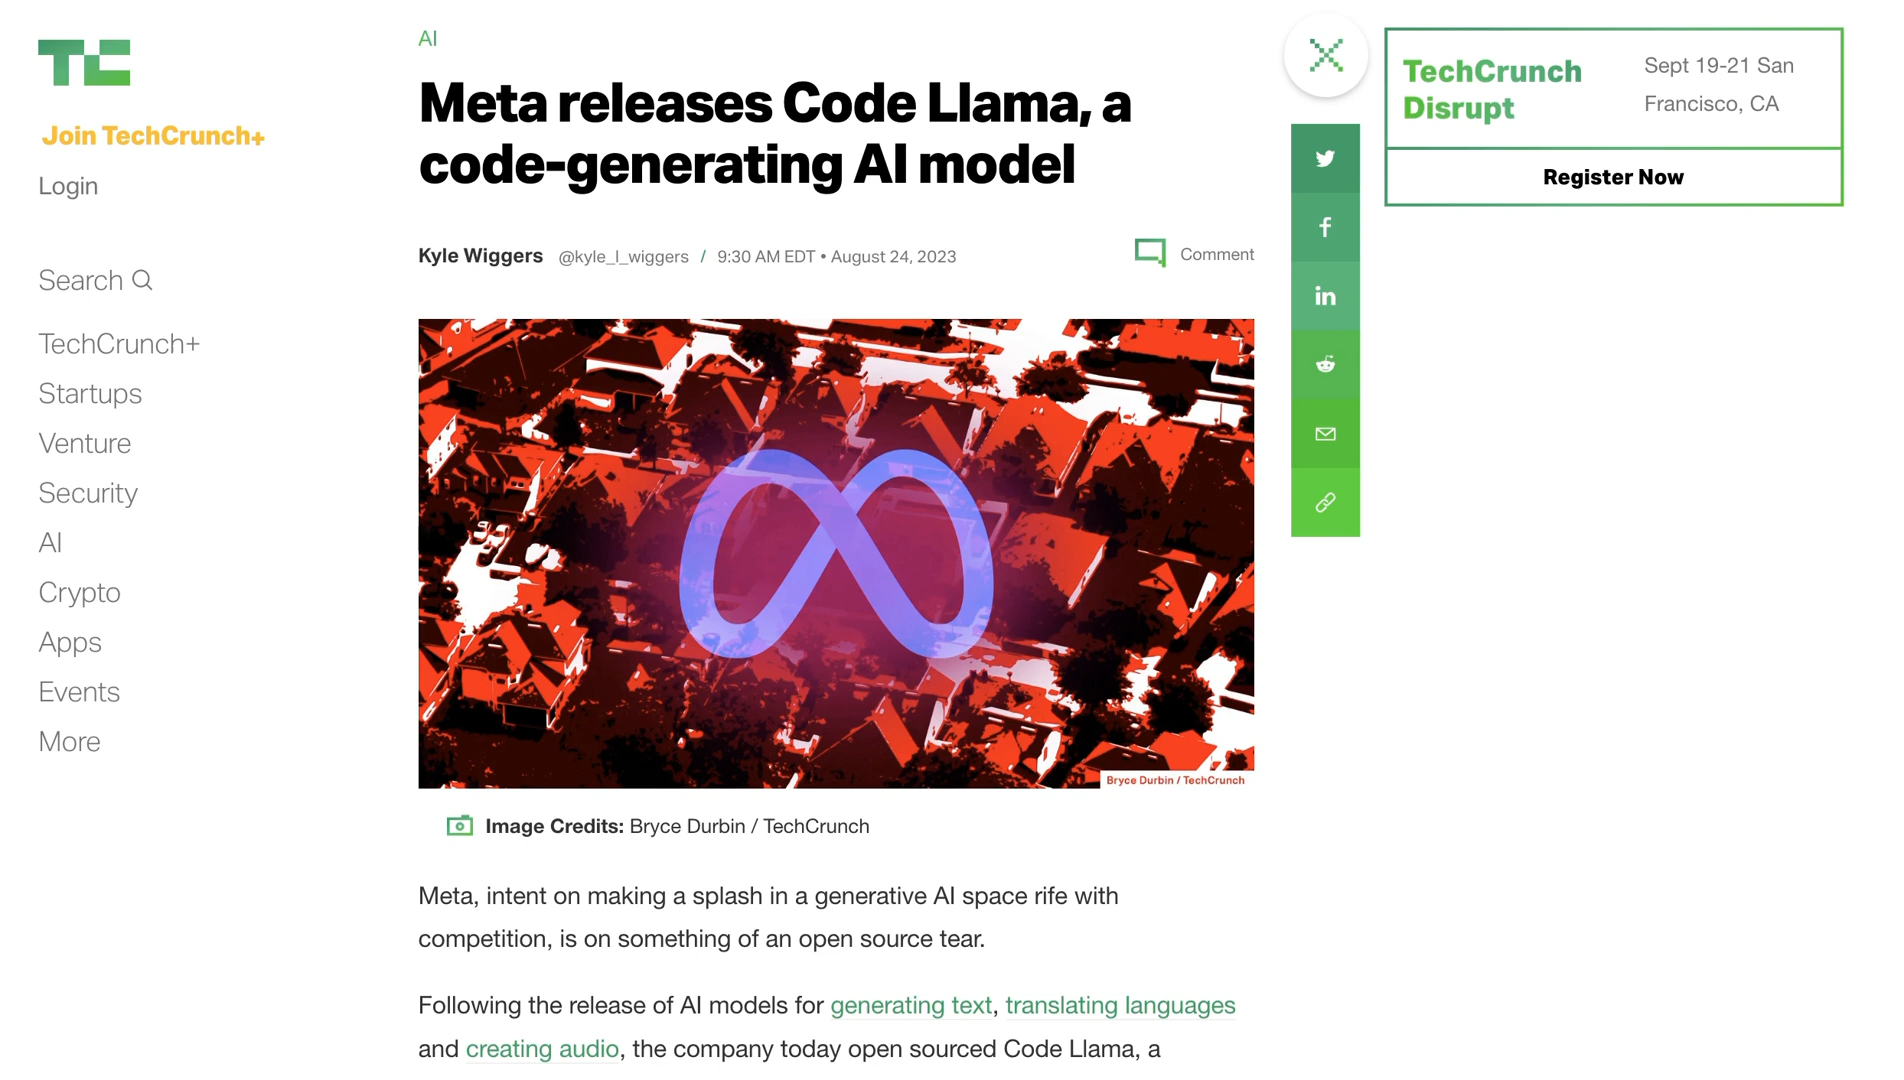 TC
Join TechCrunch+
Login
Search
TechCrunch+
Startups
Venture
Security
AI
Crypto
Apps
Events
More
AI
Meta releases Code Llama, a
code-generating AI model
Kyle Wiggers @kyle_l_wiggers / 9:30 AM EDT • August 24, 2023
Comment
Bryce Durbin / TechCrunch
Image Credits: Bryce Durbin / TechCrunch
Meta, intent on making a splash in a generative AI space rife with
competition, is on something of an open source tear.
Following the release of AI models for generating text, translating languages
and creating audio, the company today open sourced Code Llama, a
f
in
TechCrunch
Disrupt
Sept 19-21 San
Francisco, CA
Register Now